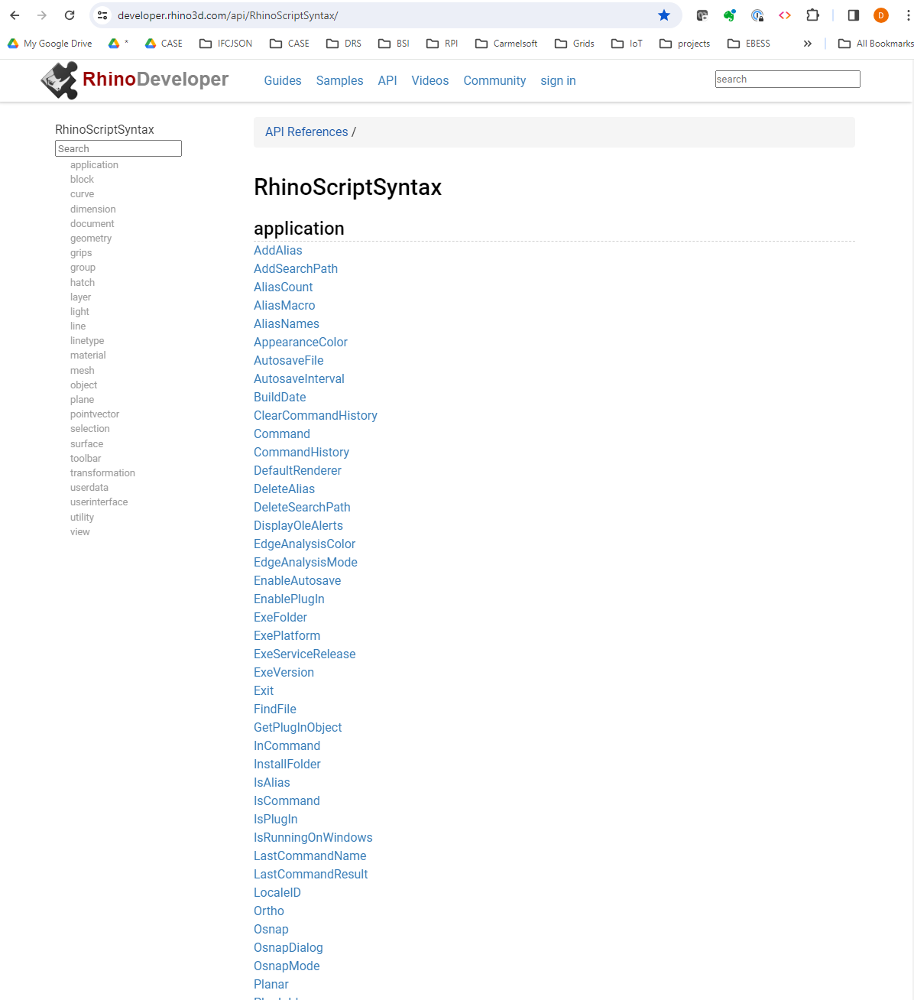 developer.rhino3d.com/api/RhinoScriptSyntax/
D
My Google Drive * CASE IFCJSON CASE DRS BSI RPI Carmelsoft Grids IoT projects EBESS » All Bookmarks
RhinoDeveloper Guides Samples API Videos Community sign in search
RhinoScriptSyntax
Search
application
block
curve
dimension
document
geometry
grips
group
hatch
layer
light
line
linetype
material
mesh
object
plane
pointvector
selection
surface
toolbar
transformation
userdata
userinterface
utility
view
API References /
RhinoScriptSyntax
application
AddAlias
AddSearchPath
AliasCount
AliasMacro
AliasNames
AppearanceColor
AutosaveFile
AutosaveInterval
BuildDate
ClearCommandHistory
Command
CommandHistory
DefaultRenderer
DeleteAlias
DeleteSearchPath
DisplayOleAlerts
EdgeAnalysisColor
EdgeAnalysisMode
EnableAutosave
EnablePlugIn
ExeFolder
ExePlatform
ExeServiceRelease
ExeVersion
Exit
FindFile
GetPlugInObject
InCommand
InstallFolder
IsAlias
IsCommand
IsPlugIn
IsRunningOnWindows
LastCommandName
LastCommandResult
LocaleID
Ortho
Osnap
OsnapDialog
OsnapMode
Planar